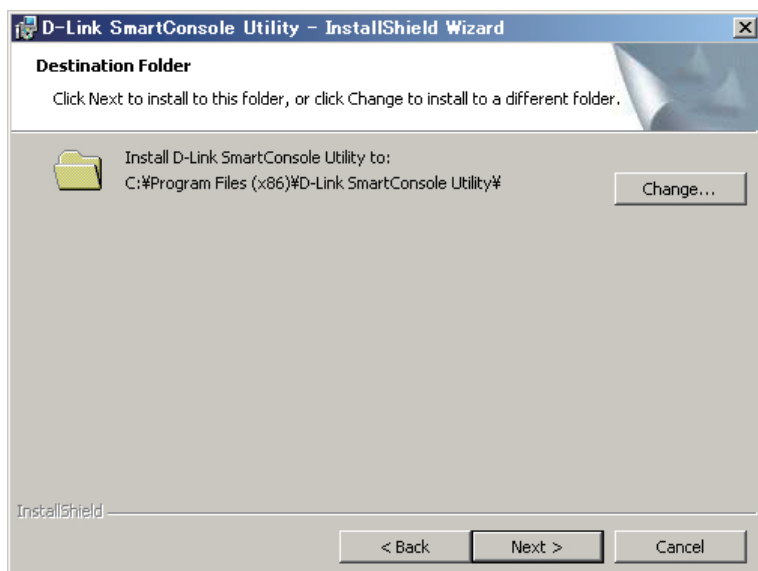 D-Link SmartConsole Utility - InstallShield Wizard
Destination Folder
Click Next to install to this folder, or click Change to install to a different folder.
Install D-Link SmartConsole Utility to:
C:¥Program Files (x86)¥D-Link SmartConsole Utility¥
Change...
InstallShield
< Back
Next >
Cancel